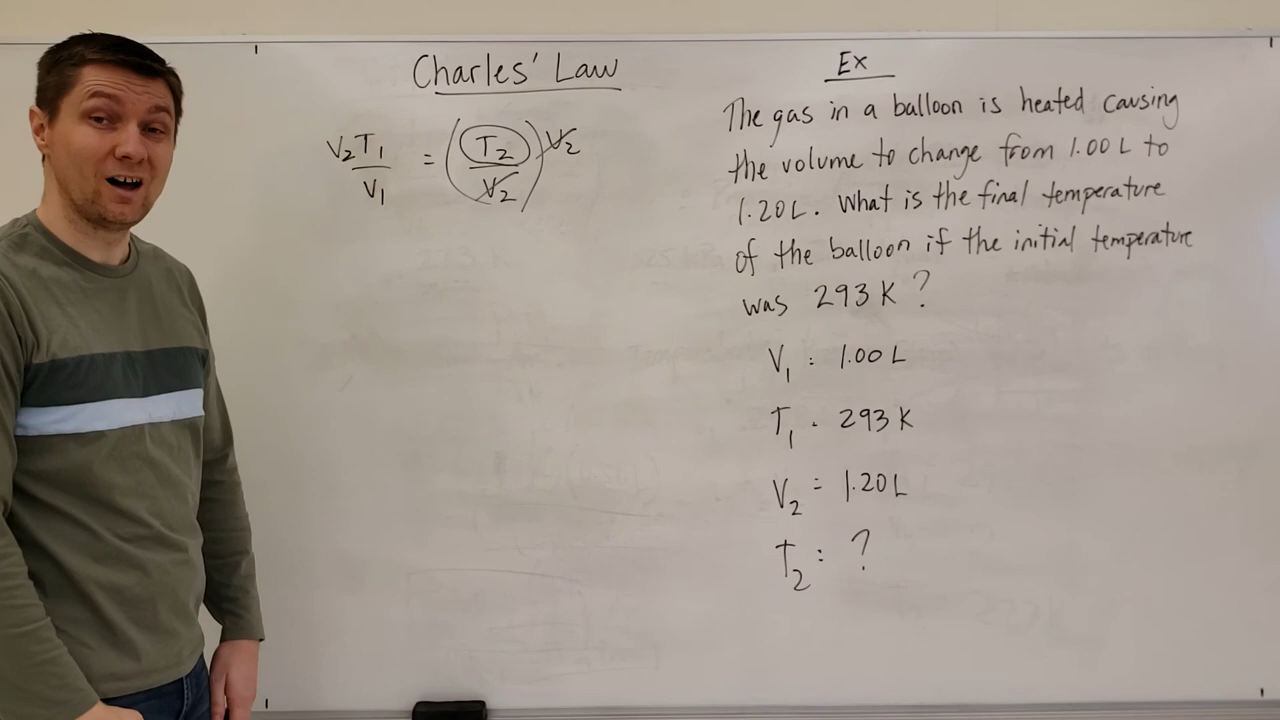 Charles' Law
V₂T₁/V₁ = (T₂/V₂)V₂
Ex
The gas in a balloon is heated causing
the volume to change from 1.00 L to
1.20L. What is the final temperature
of the balloon if the initial temperature
was 293 K?
V₁ = 1.00 L
T₁ = 293 K
V₂ = 1.20L
T₂ = ?